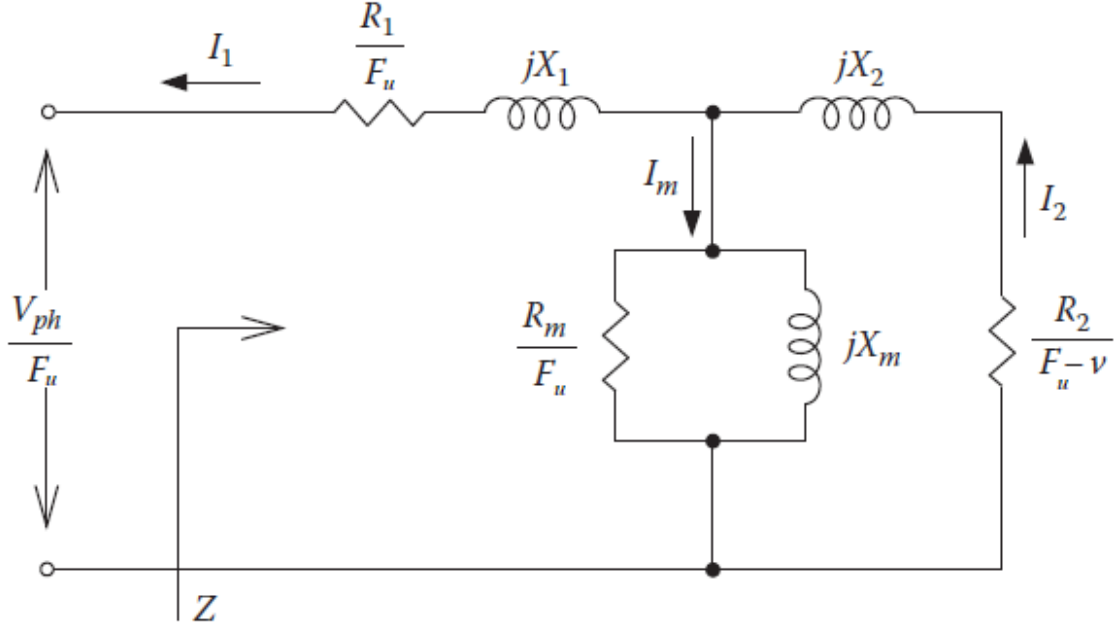 I₁
R₁
Fᵤ
jX₁
jX₂
Iₘ
I₂
Vₚₕ
Fᵤ
Rₘ
Fᵤ
jXₘ
R₂
Fᵤ – v
Z